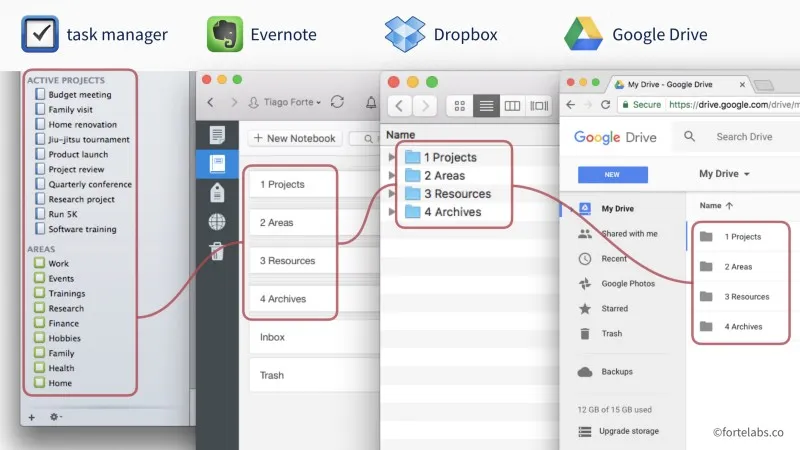 task manager
Evernote
Dropbox
Google Drive
ACTIVE PROJECTS
Budget meeting
Family visit
Home renovation
Jiu-jitsu tournament
Product launch
Project review
Quarterly conference
Research project
Run 5K
Software training
AREAS
Work
Events
Trainings
Research
Finance
Hobbies
Family
Health
Home
Tiago Forte
+ New Notebook
1 Projects
2 Areas
3 Resources
4 Archives
Inbox
Trash
Name
1 Projects
2 Areas
3 Resources
4 Archives
My Drive - Google Drive
Secure https://drive.google.com/drive/m
Google Drive
Search Drive
NEW
My Drive
My Drive
Shared with me
Recent
Google Photos
Starred
Trash
Backups
12 GB of 15 GB used
Upgrade storage
Name
1 Projects
2 Areas
3 Resources
4 Archives
©fortelabs.co